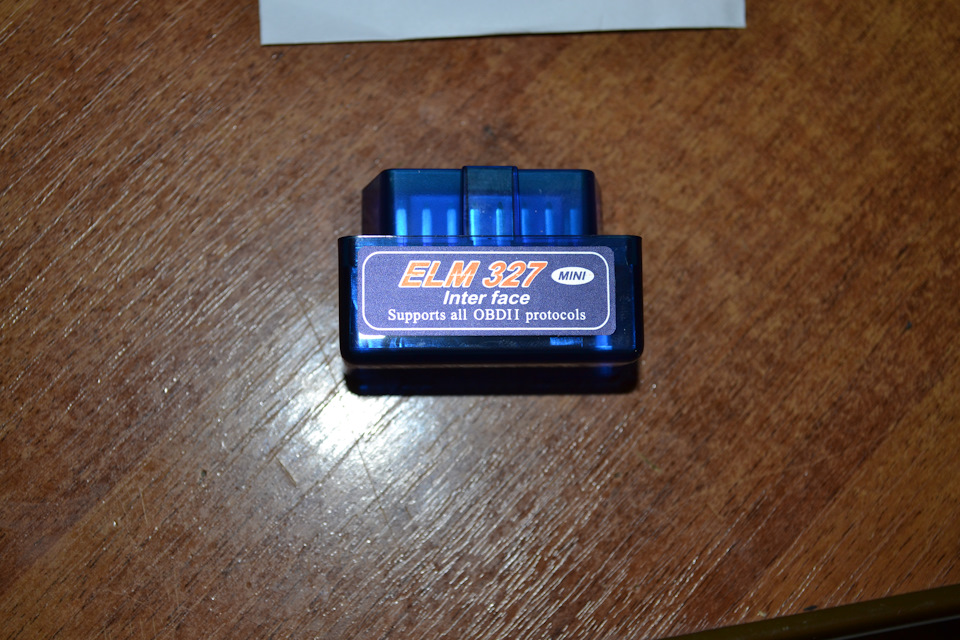 ELM 327 MINI
Inter face
Supports all OBDII protocols